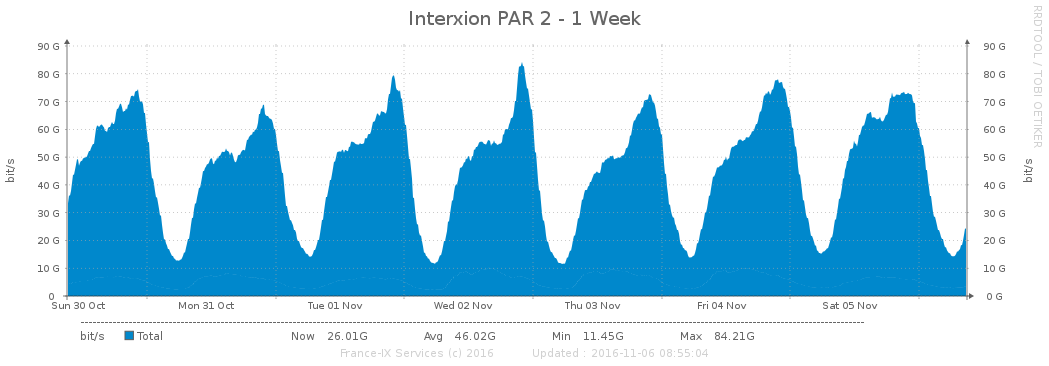 Interxion PAR 2 - 1 Week
RRDTOOL / TOBI OETIKER
90 G 90 G
80 G 80 G
70 G 70 G
60 G 60 G
50 G 50 G
40 G 40 G
30 G 30 G
20 G 20 G
10 G 10 G
0 0 G
bit/s
bit/s
Sun 30 Oct Mon 31 Oct Tue 01 Nov Wed 02 Nov Thu 03 Nov Fri 04 Nov Sat 05 Nov
bit/s Total Now 26.01G Avg 46.02G Min 11.45G Max 84.21G
France-IX Services (c) 2016 Updated : 2016-11-06 08:55:04